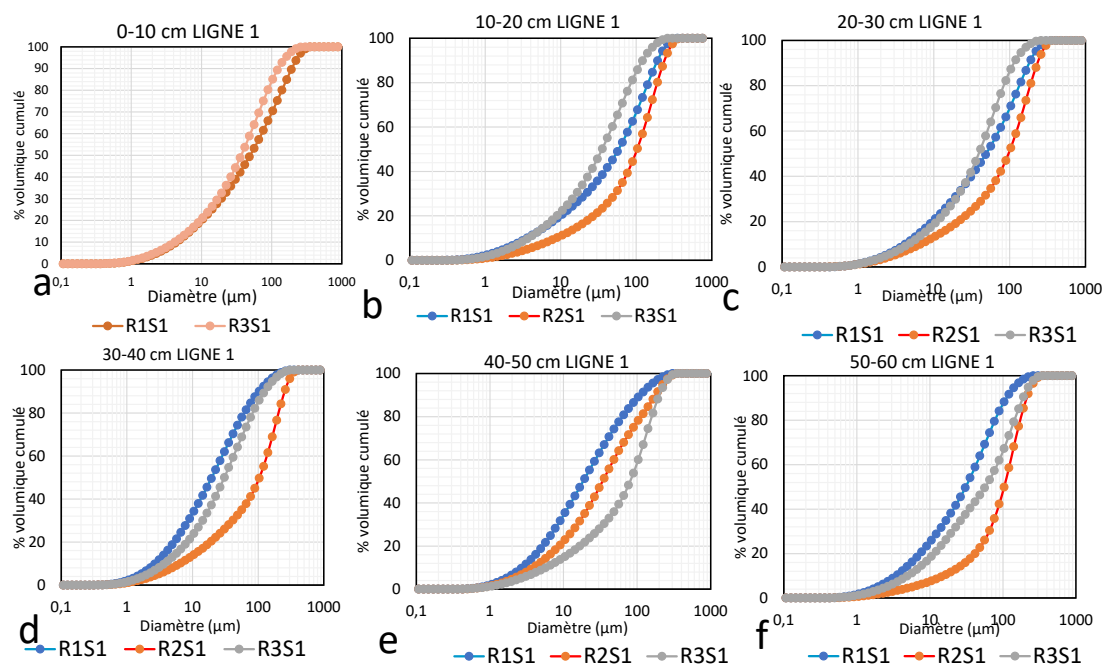 0-10 cm LIGNE 1
% volumique cumulé
100
90
80
70
60
50
40
30
20
10
0
0,1 1 10 100 1000
Diamètre (µm)
a
R1S1 R3S1
10-20 cm LIGNE 1
% volumique cumulé
100
80
60
40
20
0
0,1 1 10 100 1000
Diamètre (µm)
b
R1S1 R2S1 R3S1
20-30 cm LIGNE 1
% volumique cumulé
100
80
60
40
20
0
0,1 1 10 100 1000
Diamètre (µm)
c
R1S1 R2S1 R3S1
30-40 cm LIGNE 1
% volumique cumulé
100
80
60
40
20
0
0,1 1 10 100 1000
Diamètre (µm)
d
R1S1 R2S1 R3S1
40-50 cm LIGNE 1
% volumique cumulé
100
80
60
40
20
0
0,1 1 10 100 1000
Diamètre (µm)
e
R1S1 R2S1 R3S1
50-60 cm LIGNE 1
% volumique cumulé
100
80
60
40
20
0
0,1 1 10 100 1000
Diamètre (µm)
f
R1S1 R2S1 R3S1